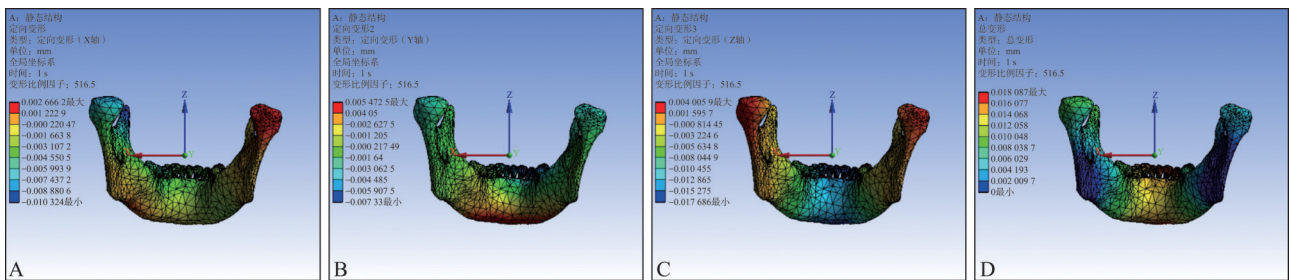 A: 静态结构
定向变形
类型: 定向变形（X轴）
单位: mm
全局坐标系
时间: 1 s
变形比例因子: 516.5
0.002 666 2最大
0.001 222 9
-0.000 220 47
-0.001 663 8
-0.003 107 2
-0.004 550 5
-0.005 993 9
-0.007 437 2
-0.008 880 6
-0.010 324最小
Z
Y
A
A: 静态结构
定向变形2
类型: 定向变形（Y轴）
单位: mm
全局坐标系
时间: 1 s
变形比例因子: 516.5
0.005 472 5最大
0.004 05
-0.002 627 5
-0.001 205
-0.000 217 49
-0.001 64
-0.003 062 5
-0.004 485
-0.005 907 5
-0.007 33最小
Z
Y
B
A: 静态结构
定向变形3
类型: 定向变形（Z轴）
单位: mm
全局坐标系
时间: 1 s
变形比例因子: 516.5
0.004 005 9最大
0.001 595 7
-0.000 814 45
-0.003 224 6
-0.005 634 8
-0.008 044 9
-0.010 455
-0.012 865
-0.015 275
-0.017 686最小
Z
Y
C
A: 静态结构
总变形
类型: 总变形
单位: mm
时间: 1 s
变形比例因子: 516.5
0.018 087最大
0.016 077
0.014 068
0.012 058
0.010 048
0.008 038 7
0.006 029
0.004 193
0.002 009 7
0最小
Z
Y
D